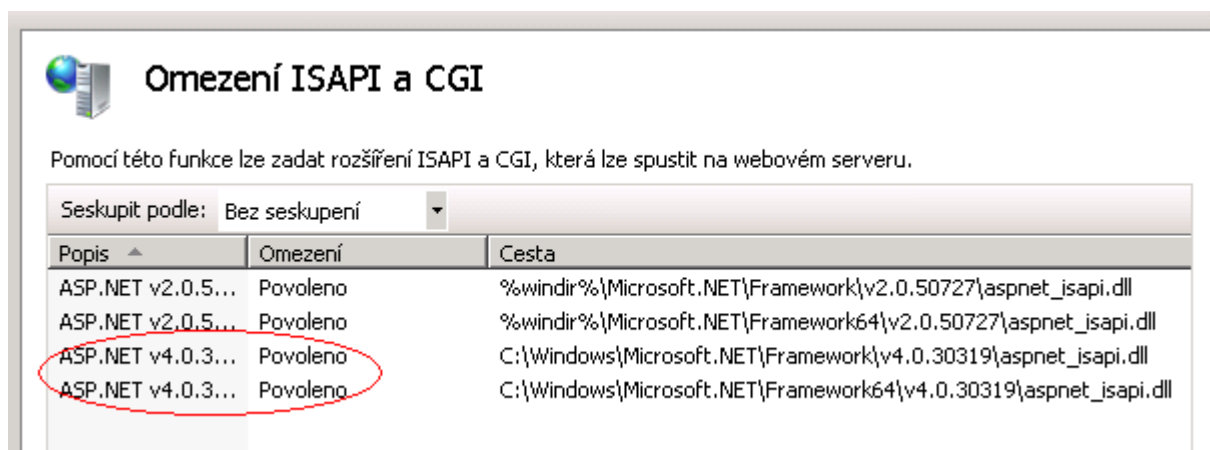 Omezení ISAPI a CGI
Pomocí této funkce lze zadat rozšíření ISAPI a CGI, která lze spustit na webovém serveru.
Seskupit podle: Bez seskupení
Popis Omezení Cesta
ASP.NET v2.0.5... Povoleno %windir%\Microsoft.NET\Framework\v2.0.50727\aspnet_isapi.dll
ASP.NET v2.0.5... Povoleno %windir%\Microsoft.NET\Framework64\v2.0.50727\aspnet_isapi.dll
ASP.NET v4.0.3... Povoleno C:\Windows\Microsoft.NET\Framework\v4.0.30319\aspnet_isapi.dll
ASP.NET v4.0.3... Povoleno C:\Windows\Microsoft.NET\Framework64\v4.0.30319\aspnet_isapi.dll